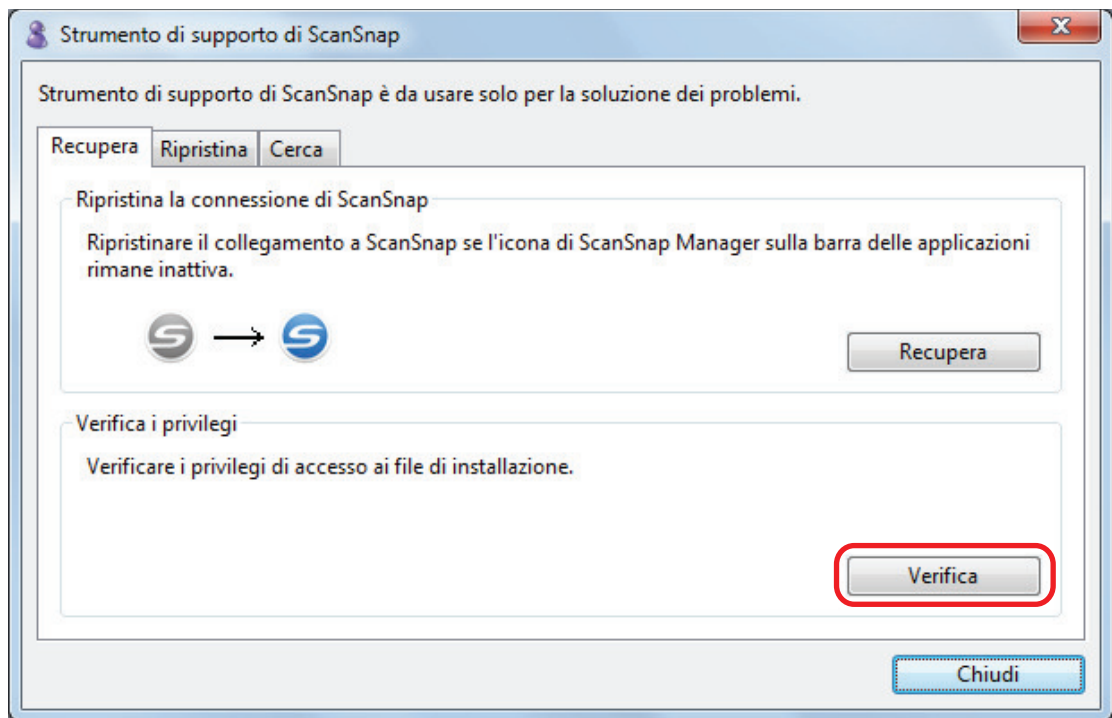 Strumento di supporto di ScanSnap
Strumento di supporto di ScanSnap è da usare solo per la soluzione dei problemi.
Recupera Ripristina Cerca
Ripristina la connessione di ScanSnap
Ripristinare il collegamento a ScanSnap se l'icona di ScanSnap Manager sulla barra delle applicazioni
rimane inattiva.
Recupera
Verifica i privilegi
Verificare i privilegi di accesso ai file di installazione.
Verifica
Chiudi